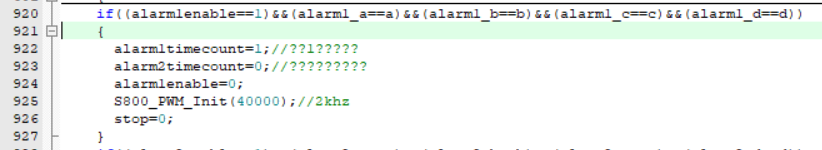 920 if((alarm1enable==1)&&(alarm1_a==a)&&(alarm1_b==b)&&(alarm1_c==c)&&(alarm1_d==d))
921 {
922 alarm1timecount=1;//??1?????
923 alarm2timecount=0;//?????????
924 alarm1enable=0;
925 S800_PWM_Init(40000);//2khz
926 stop=0;
927 }